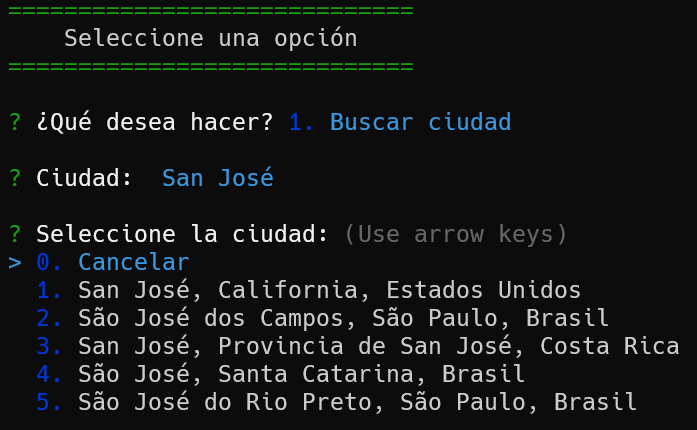 =============================
Seleccione una opción
=============================
? ¿Qué desea hacer? 1. Buscar ciudad
? Ciudad: San José
? Seleccione la ciudad: (Use arrow keys)
> 0. Cancelar
1. San José, California, Estados Unidos
2. São José dos Campos, São Paulo, Brasil
3. San José, Provincia de San José, Costa Rica
4. São José, Santa Catarina, Brasil
5. São José do Rio Preto, São Paulo, Brasil